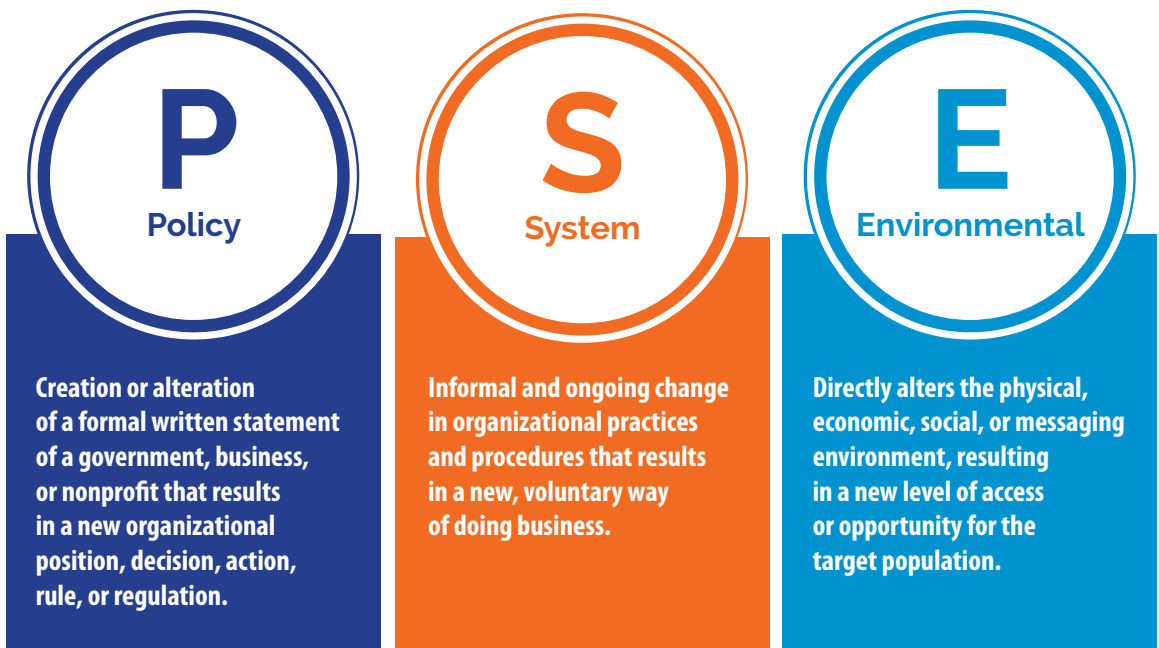 P
Policy
Creation or alteration
of a formal written statement
of a government, business,
or nonprofit that results
in a new organizational
position, decision, action,
rule, or regulation.
S
System
Informal and ongoing change
in organizational practices
and procedures that results
in a new, voluntary way
of doing business.
E
Environmental
Directly alters the physical,
economic, social, or messaging
environment, resulting
in a new level of access
or opportunity for the
target population.